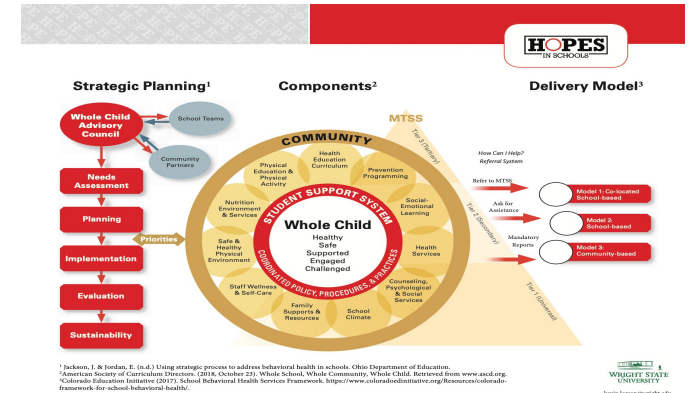 HOPES
IN SCHOOLS
Strategic Planning¹
Components²
Delivery Model³
Whole Child
Advisory
Council
School Teams
Community
Partners
Needs
Assessment
Planning
Implementation
Evaluation
Sustainability
Priorities
MTSS
COMMUNITY
Health
Education
Curriculum
Physical
Education &
Physical
Activity
Prevention
Programming
Nutrition
Environment
& Services
Social-
Emotional
Learning
Safe &
Healthy
Physical
Environment
Health
Services
Staff Wellness
& Self-Care
Counseling,
Psychological
& Social
Services
Family
Supports &
Resources
School
Climate
STUDENT SUPPORT SYSTEM
Whole Child
Healthy
Safe
Supported
Engaged
Challenged
COORDINATED POLICY, PROCEDURES, & PRACTICES
Tier 3 (Tertiary)
Tier 2 (Secondary)
Tier 1 (Universal)
How Can I Help?
Referral System
Refer to MTSS
Ask for
Assistance
Mandatory
Reports
Model 1: Co-located
School-based
Model 2:
School-based
Model 3:
Community-based
¹ Jackson, J. & Jordan, E. (n.d.) Using strategic process to address behavioral health in schools. Ohio Department of Education.
²American Society of Curriculum Directors. (2018, October 23). Whole School, Whole Community, Whole Child. Retrieved from www.ascd.org.
³Colorado Education Initiative (2017). School Behavioral Health Services Framework. https://www.coloradoedinitiative.org/Resources/colorado-
framework-for-school-behavioral-health/.
WRIGHT STATE
UNIVERSITY